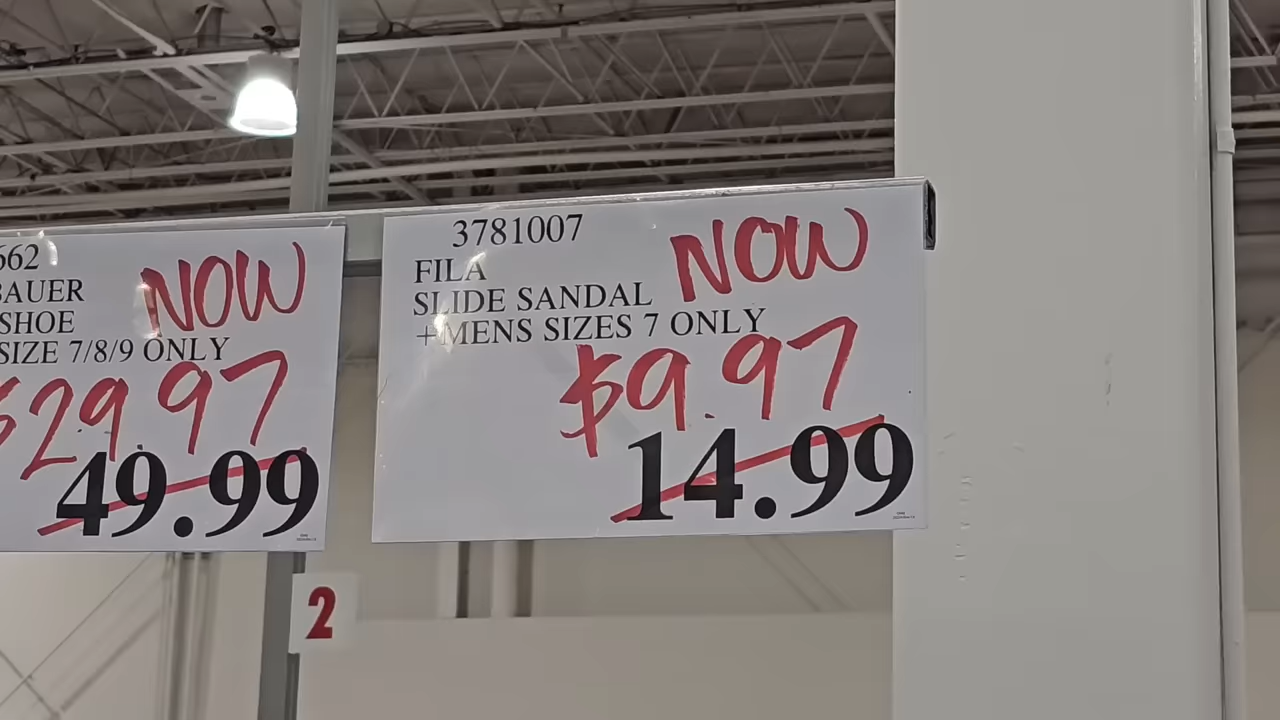 662
BAUER
SHOE
SIZE 7/8/9 ONLY
NOW
$29.97
49.99
3781007
FILA
SLIDE SANDAL
+MENS SIZES 7 ONLY
NOW
$9.97
14.99
2